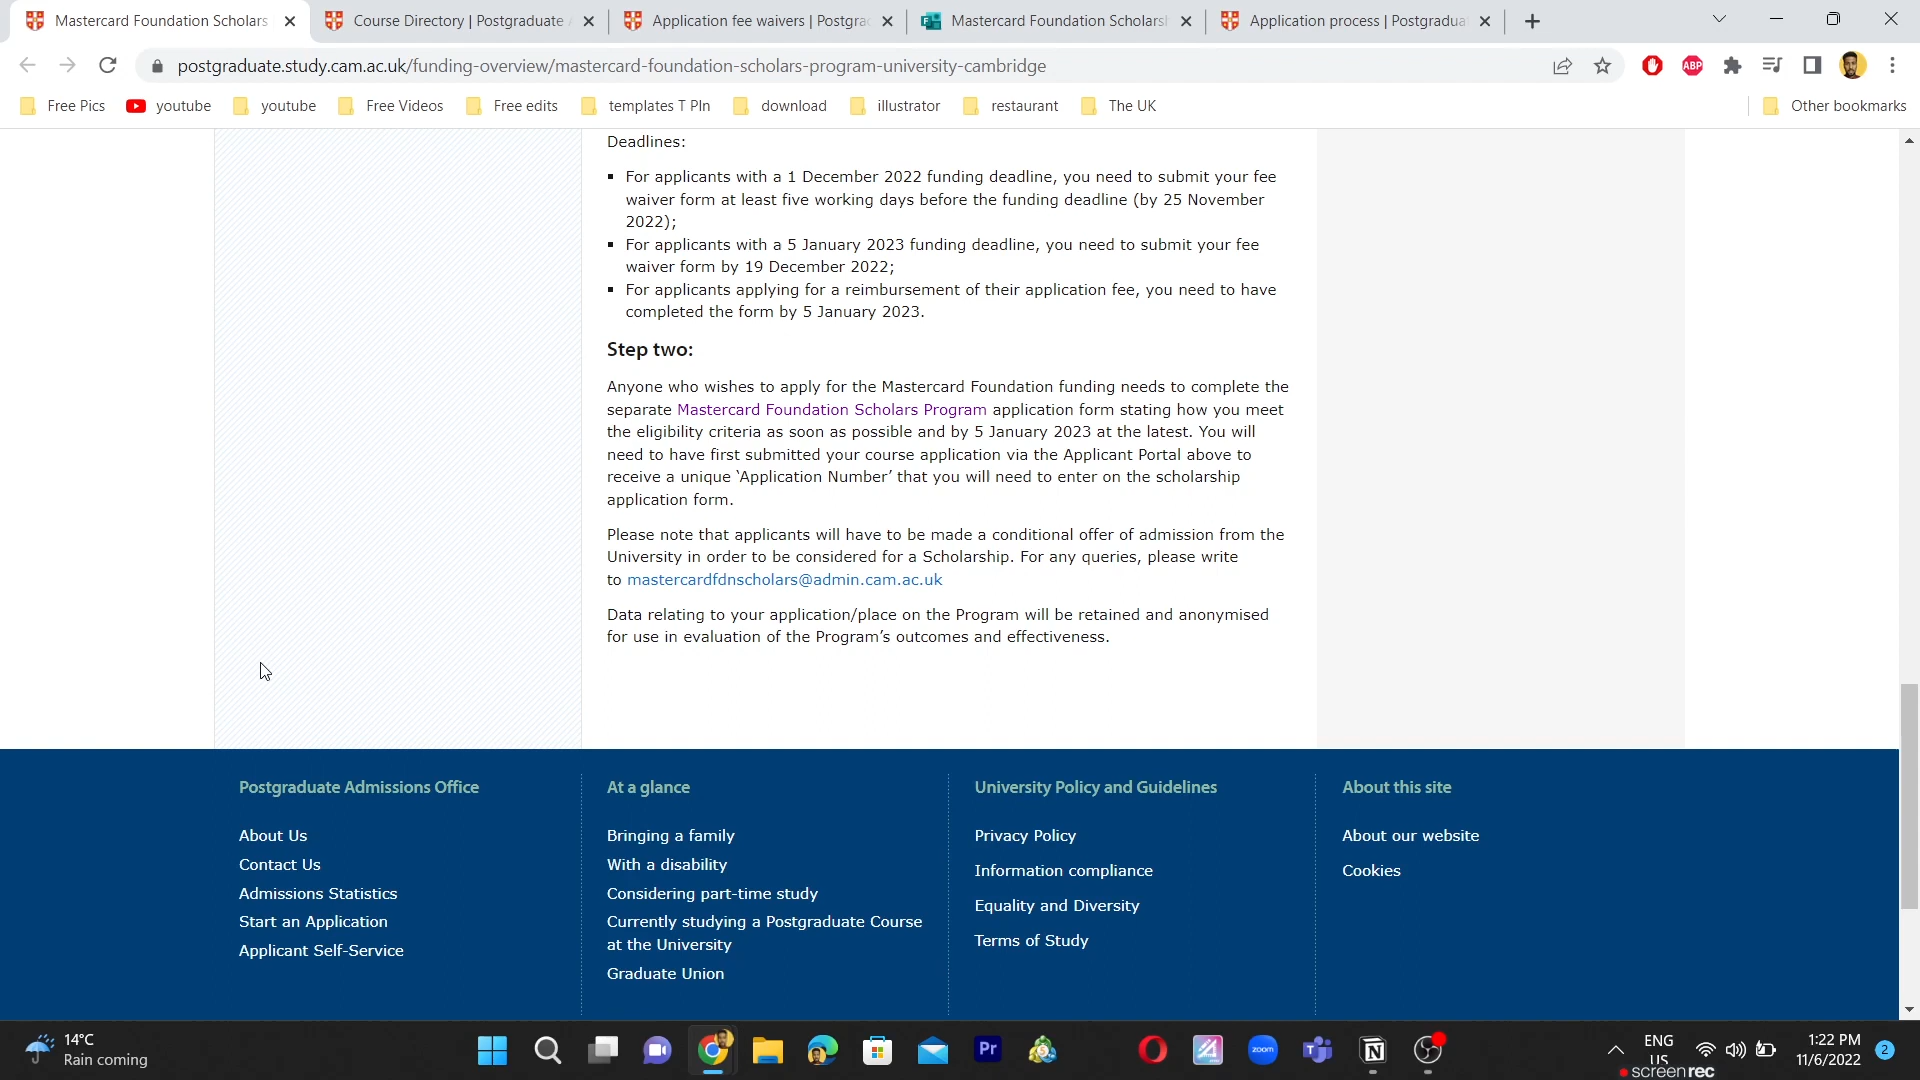 Mastercard Foundation Scholars
Course Directory | Postgraduate A
Application fee waivers | Postgrad
Mastercard Foundation Scholarsh
Application process | Postgraduat
postgraduate.study.cam.ac.uk/funding-overview/mastercard-foundation-scholars-program-university-cambridge
ABP
Free Pics
youtube
youtube
Free Videos
Free edits
templates T Pln
download
illustrator
restaurant
The UK
Other bookmarks
Deadlines:
For applicants with a 1 December 2022 funding deadline, you need to submit your fee
waiver form at least five working days before the funding deadline (by 25 November
2022);
For applicants with a 5 January 2023 funding deadline, you need to submit your fee
waiver form by 19 December 2022;
For applicants applying for a reimbursement of their application fee, you need to have
completed the form by 5 January 2023.
Step two:
Anyone who wishes to apply for the Mastercard Foundation funding needs to complete the
separate Mastercard Foundation Scholars Program application form stating how you meet
the eligibility criteria as soon as possible and by 5 January 2023 at the latest. You will
need to have first submitted your course application via the Applicant Portal above to
receive a unique ‘Application Number’ that you will need to enter on the scholarship
application form.
Please note that applicants will have to be made a conditional offer of admission from the
University in order to be considered for a Scholarship. For any queries, please write
to mastercardfdnscholars@admin.cam.ac.uk
Data relating to your application/place on the Program will be retained and anonymised
for use in evaluation of the Program’s outcomes and effectiveness.
Postgraduate Admissions Office
About Us
Contact Us
Admissions Statistics
Start an Application
Applicant Self-Service
At a glance
Bringing a family
With a disability
Considering part-time study
Currently studying a Postgraduate Course
at the University
Graduate Union
University Policy and Guidelines
Privacy Policy
Information compliance
Equality and Diversity
Terms of Study
About this site
About our website
Cookies
14°C
Rain coming
Pr
zoom
ENG
US
1:22 PM
11/6/2022
2
screenrec